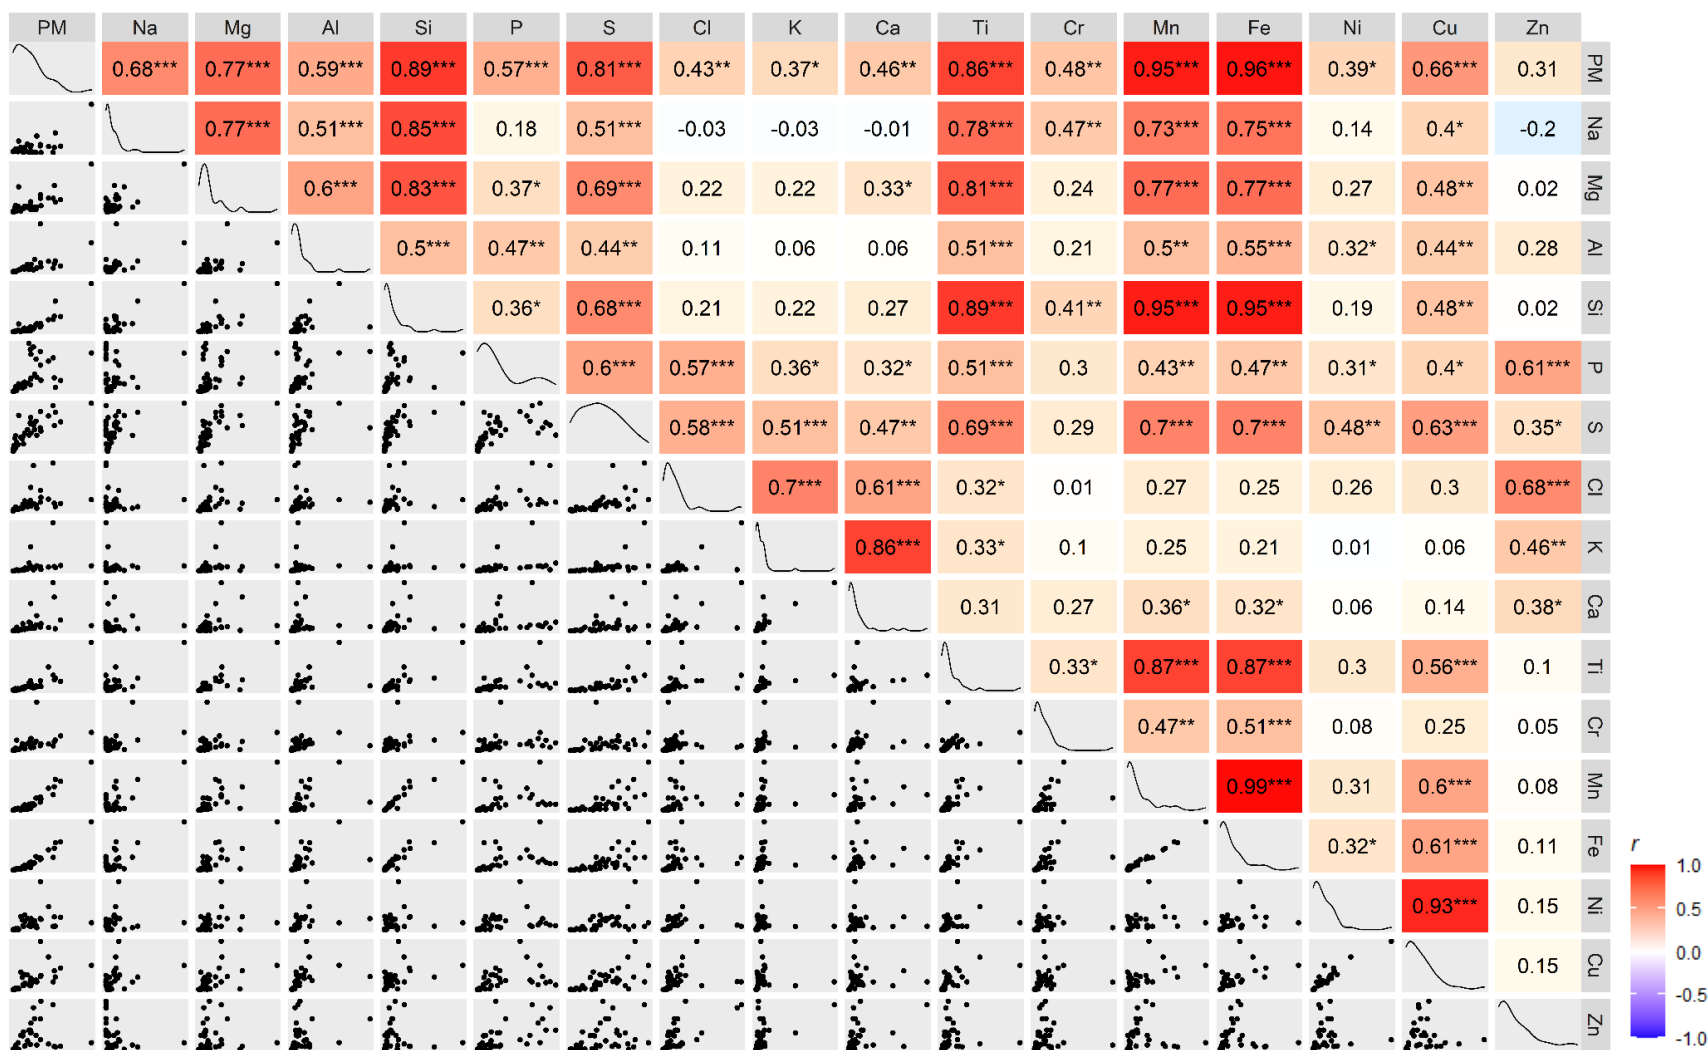 PM Na Mg Al Si P S Cl K Ca Ti Cr Mn Fe Ni Cu Zn
0.68*** 0.77*** 0.59*** 0.89*** 0.57*** 0.81*** 0.43** 0.37* 0.46** 0.86*** 0.48** 0.95*** 0.96*** 0.39* 0.66*** 0.31 PM
0.77*** 0.51*** 0.85*** 0.18 0.51*** -0.03 -0.03 -0.01 0.78*** 0.47** 0.73*** 0.75*** 0.14 0.4* -0.2 Na
0.6*** 0.83*** 0.37* 0.69*** 0.22 0.22 0.33* 0.81*** 0.24 0.77*** 0.77*** 0.27 0.48** 0.02 Mg
0.5*** 0.47** 0.44** 0.11 0.06 0.06 0.51*** 0.21 0.5** 0.55*** 0.32* 0.44** 0.28 Al
0.36* 0.68*** 0.21 0.22 0.27 0.89*** 0.41** 0.95*** 0.95*** 0.19 0.48** 0.02 Si
0.6*** 0.57*** 0.36* 0.32* 0.51*** 0.3 0.43** 0.47** 0.31* 0.4* 0.61*** P
0.58*** 0.51*** 0.47** 0.69*** 0.29 0.7*** 0.7*** 0.48** 0.63*** 0.35* S
0.7*** 0.61*** 0.32* 0.01 0.27 0.25 0.26 0.3 0.68*** Cl
0.86*** 0.33* 0.1 0.25 0.21 0.01 0.06 0.46** K
0.31 0.27 0.36* 0.32* 0.06 0.14 0.38* Ca
0.33* 0.87*** 0.87*** 0.3 0.56*** 0.1 Ti
0.47** 0.51*** 0.08 0.25 0.05 Cr
0.99*** 0.31 0.6*** 0.08 Mn
0.32* 0.61*** 0.11 Fe
0.93*** 0.15 Ni
0.15 Cu
Zn
r
1.0
0.5
0.0
-0.5
-1.0